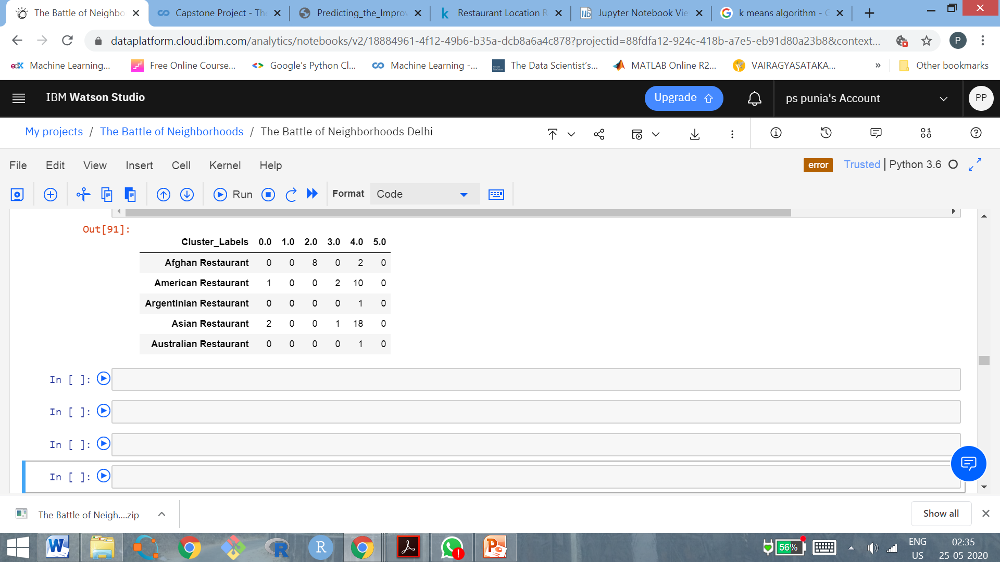 The Battle of Neighbo
Capstone Project - The
Predicting_the_Improv
Restaurant Location R
Jupyter Notebook Vie
k means algorithm - G
dataplatform.cloud.ibm.com/analytics/notebooks/v2/18884961-4f12-49b6-b35a-dcb8a6a4c878?projectid=88fdfa12-924c-418b-a7e5-eb91d80a23b8&context...
P
edX Machine Learning...
Free Online Course...
Google's Python Cl...
Machine Learning -...
The Data Scientist's...
MATLAB Online R2...
VAIRAGYASATAKA...
»
Other bookmarks
IBM Watson Studio
Upgrade
ps punia's Account
PP
My projects / The Battle of Neighborhoods / The Battle of Neighborhoods Delhi
File Edit View Insert Cell Kernel Help
error
Trusted | Python 3.6
Run
Format
Code
Out[91]:
Cluster_Labels 0.0 1.0 2.0 3.0 4.0 5.0
Afghan Restaurant 0 0 8 0 2 0
American Restaurant 1 0 0 2 10 0
Argentinian Restaurant 0 0 0 0 1 0
Asian Restaurant 2 0 0 1 18 0
Australian Restaurant 0 0 0 0 1 0
In [ ]:
In [ ]:
In [ ]:
In [ ]:
The Battle of Neigh....zip
Show all
56%
ENG
US
02:35
25-05-2020